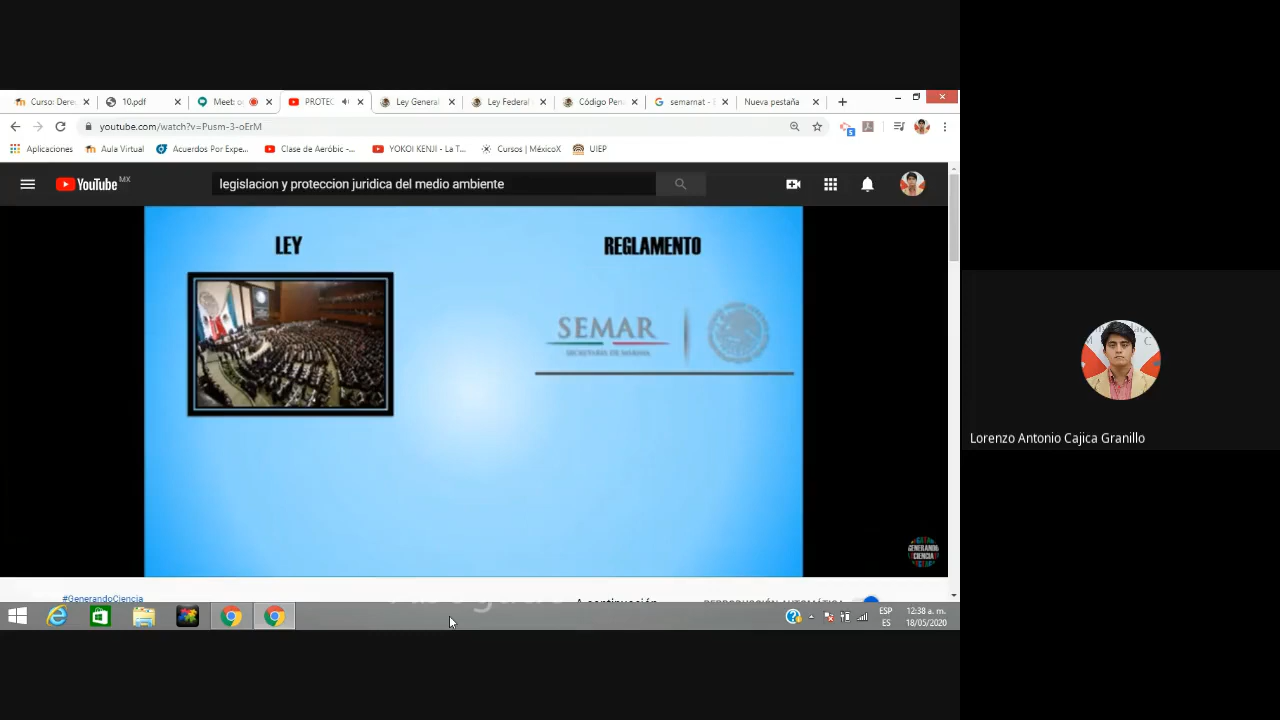 Curso: Dere
10.pdf
Meet: o
PROTEC
Ley General
Ley Federal
Código Pen
semarnat - 
Nueva pestaña
youtube.com/watch?v=Pusm-3-oErM
5
Aplicaciones
Aula Virtual
Acuerdos Por Expe...
Clase de Aeróbic -...
YOKOI KENJI - La T...
Cursos | MéxicoX
UIEP
YouTube MX
legislacion y proteccion juridica del medio ambiente
LEY
REGLAMENTO
SEMAR
SECRETARÍA DE MARINA
Lorenzo Antonio Cajica Granillo
GENERANDO
CIENCIA
#GenerandoCiencia
A continuación
REPRODUCCIÓN AUTOMÁTICA
ESP
ES
12:38 a. m.
18/05/2020